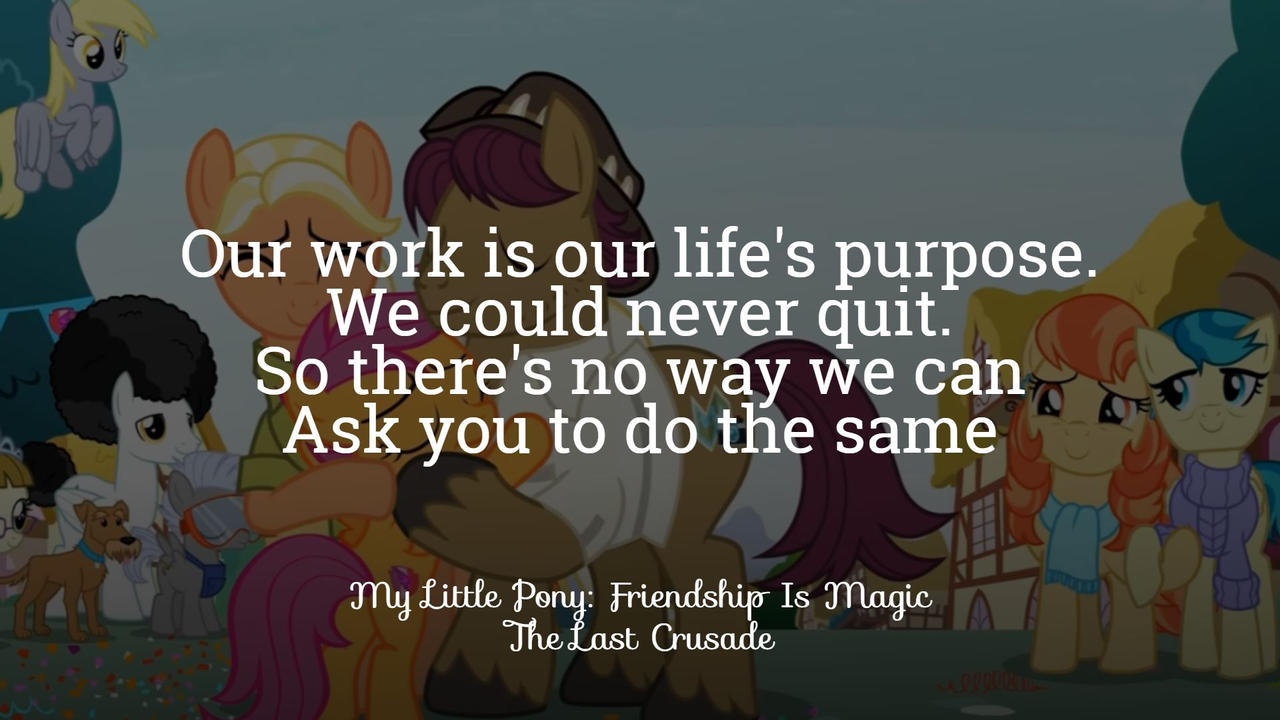 Our work is our life's purpose.
We could never quit.
So there's no way we can
Ask you to do the same
My Little Pony: Friendship Is Magic
The Last Crusade